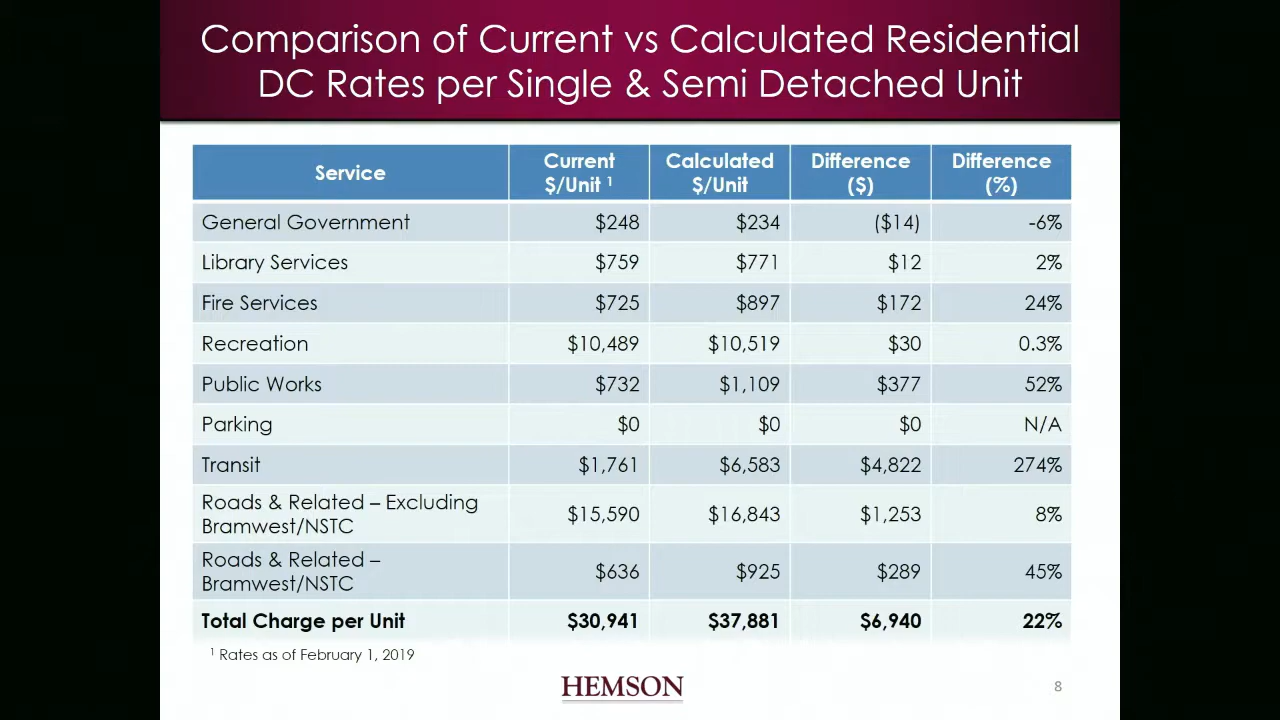 Comparison of Current vs Calculated Residential
DC Rates per Single & Semi Detached Unit
Service Current $/Unit ¹ Calculated $/Unit Difference ($) Difference (%)
General Government $248 $234 ($14) -6%
Library Services $759 $771 $12 2%
Fire Services $725 $897 $172 24%
Recreation $10,489 $10,519 $30 0.3%
Public Works $732 $1,109 $377 52%
Parking $0 $0 $0 N/A
Transit $1,761 $6,583 $4,822 274%
Roads & Related – Excluding
Bramwest/NSTC $15,590 $16,843 $1,253 8%
Roads & Related –
Bramwest/NSTC $636 $925 $289 45%
Total Charge per Unit $30,941 $37,881 $6,940 22%
¹ Rates as of February 1, 2019
HEMSON
8